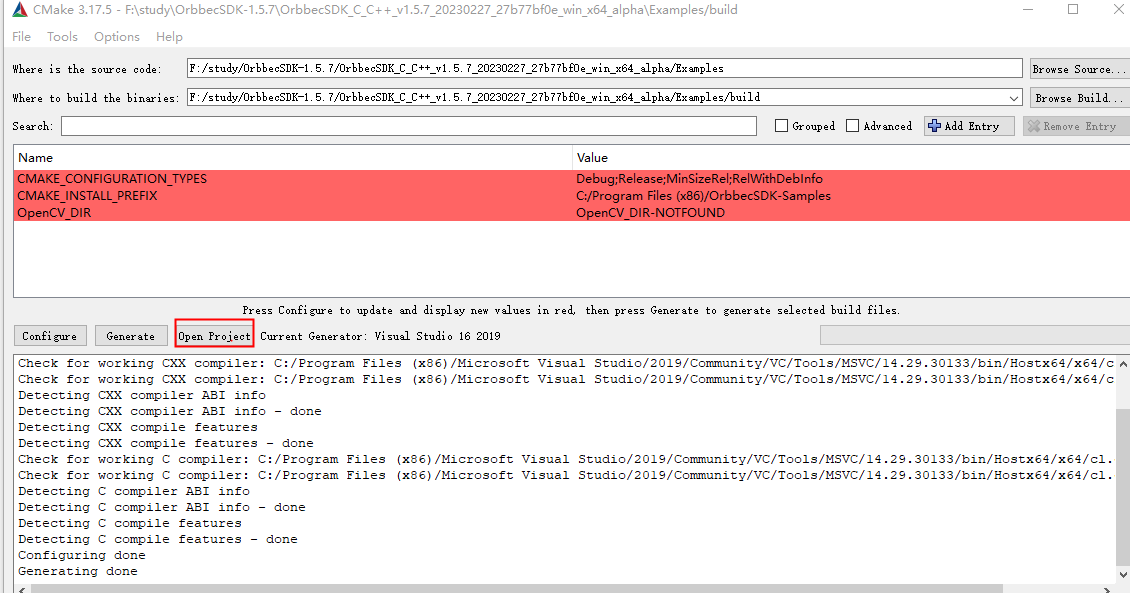 CMake 3.17.5 - F:\study\OrbbecSDK-1.5.7\OrbbecSDK_C_C++_v1.5.7_20230227_27b77bf0e_win_x64_alpha\Examples/build
File Tools Options Help
Where is the source code: F:/study/OrbbecSDK-1.5.7/OrbbecSDK_C_C++_v1.5.7_20230227_27b77bf0e_win_x64_alpha/Examples Browse Source...
Where to build the binaries: F:/study/OrbbecSDK-1.5.7/OrbbecSDK_C_C++_v1.5.7_20230227_27b77bf0e_win_x64_alpha/Examples/build Browse Build...
Search: Grouped Advanced Add Entry Remove Entry
Name Value
CMAKE_CONFIGURATION_TYPES Debug;Release;MinSizeRel;RelWithDebInfo
CMAKE_INSTALL_PREFIX C:/Program Files (x86)/OrbbecSDK-Samples
OpenCV_DIR OpenCV_DIR-NOTFOUND
Press Configure to update and display new values in red, then press Generate to generate selected build files.
Configure Generate Open Project Current Generator: Visual Studio 16 2019
Check for working CXX compiler: C:/Program Files (x86)/Microsoft Visual Studio/2019/Community/VC/Tools/MSVC/14.29.30133/bin/Hostx64/x64/c
Check for working CXX compiler: C:/Program Files (x86)/Microsoft Visual Studio/2019/Community/VC/Tools/MSVC/14.29.30133/bin/Hostx64/x64/c
Detecting CXX compiler ABI info
Detecting CXX compiler ABI info - done
Detecting CXX compile features
Detecting CXX compile features - done
Check for working C compiler: C:/Program Files (x86)/Microsoft Visual Studio/2019/Community/VC/Tools/MSVC/14.29.30133/bin/Hostx64/x64/cl.
Check for working C compiler: C:/Program Files (x86)/Microsoft Visual Studio/2019/Community/VC/Tools/MSVC/14.29.30133/bin/Hostx64/x64/cl.
Detecting C compiler ABI info
Detecting C compiler ABI info - done
Detecting C compile features
Detecting C compile features - done
Configuring done
Generating done